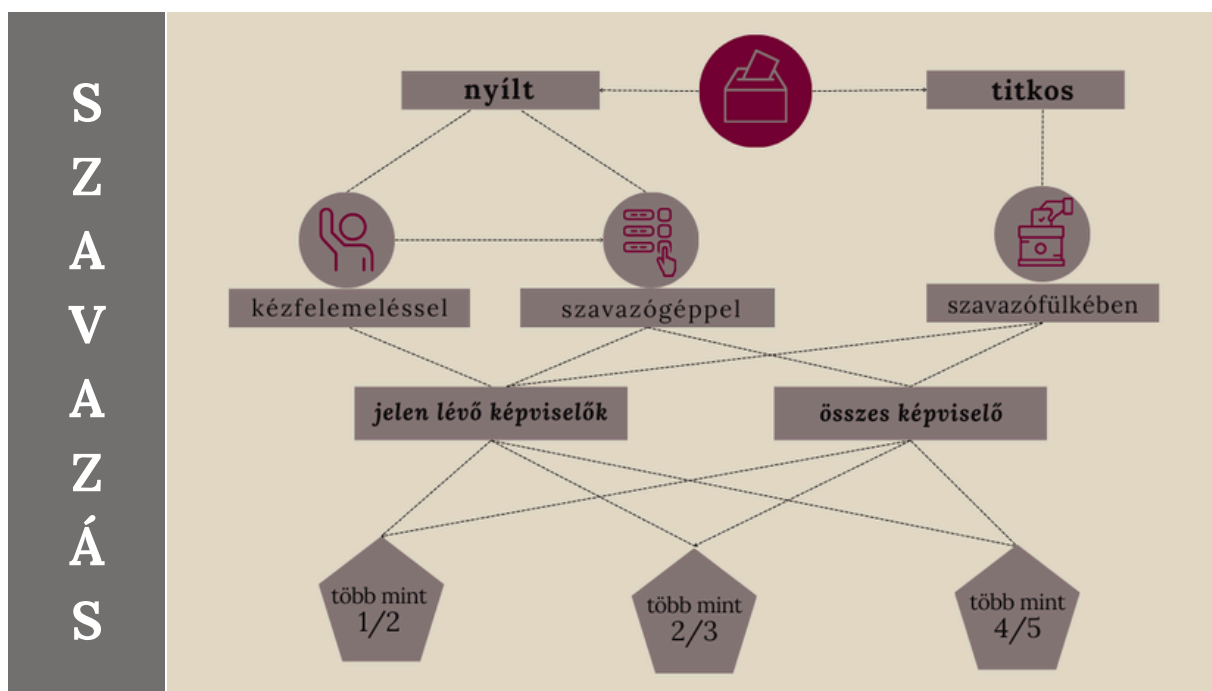 SZAVAZÁS
nyílt
titkos
kézfelemeléssel
szavazógéppel
szavazófülkében
jelen lévő képviselők
összes képviselő
több mint
1/2
több mint
2/3
több mint
4/5